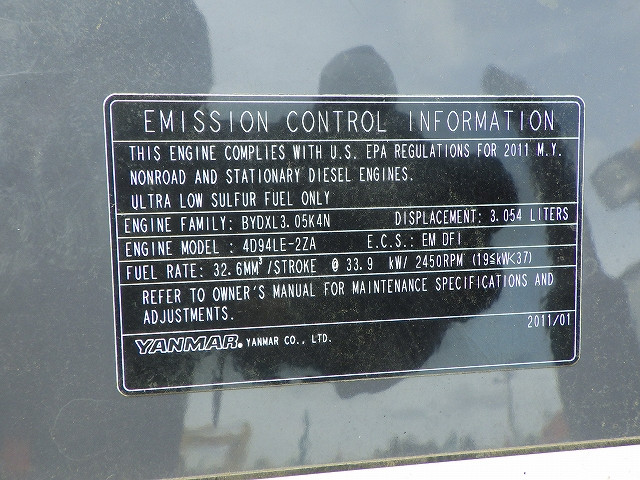 EMISSION CONTROL INFORMATION
THIS ENGINE COMPLIES WITH U.S. EPA REGULATIONS FOR 2011 M.Y.
NONROAD AND STATIONARY DIESEL ENGINES.
ULTRA LOW SULFUR FUEL ONLY
ENGINE FAMILY: BYDXL3.05K4N DISPLACEMENT: 3.054 LITERS
ENGINE MODEL : 4D94LE-2ZA E.C.S.: EM DFI
FUEL RATE: 32.6MM³/STROKE @ 33.9 kW/ 2450RPM (19≦kW<37)
REFER TO OWNER'S MANUAL FOR MAINTENANCE SPECIFICATIONS AND
ADJUSTMENTS.
2011/01
YANMAR. YANMAR CO., LTD.